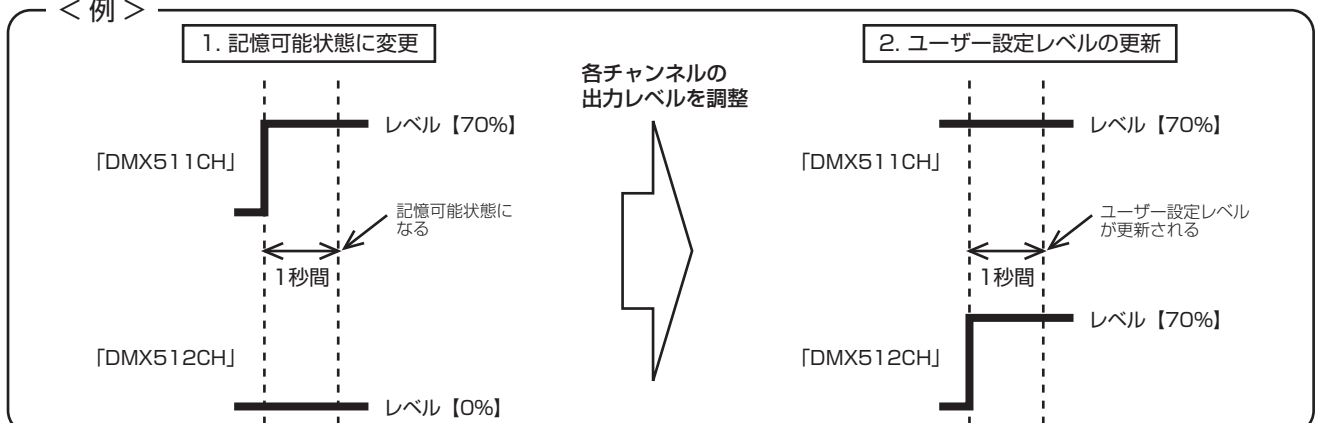 ＜例＞
1. 記憶可能状態に変更
「DMX511CH」
レベル【70%】
記憶可能状態に
なる
1秒間
「DMX512CH」
レベル【0%】
各チャンネルの
出力レベルを調整
2. ユーザー設定レベルの更新
「DMX511CH」
レベル【70%】
ユーザー設定レベル
が更新される
1秒間
「DMX512CH」
レベル【70%】